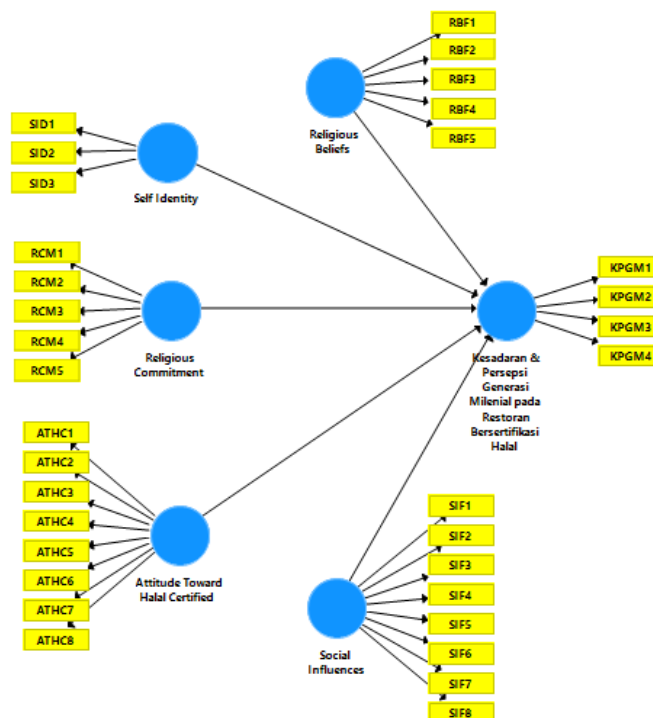 RBF1
RBF2
RBF3
RBF4
RBF5
Religious
Beliefs
SID1
SID2
SID3
Self Identity
RCM1
RCM2
RCM3
RCM4
RCM5
Religious
Commitment
KPGM1
KPGM2
KPGM3
KPGM4
Kesadaran &
Persepsi
Generasi
Milenial pada
Restoran
Bersertifikasi
Halal
ATHC1
ATHC2
ATHC3
ATHC4
ATHC5
ATHC6
ATHC7
ATHC8
Attitude Toward
Halal Certified
SIF1
SIF2
SIF3
SIF4
SIF5
SIF6
SIF7
SIF8
Social
Influences